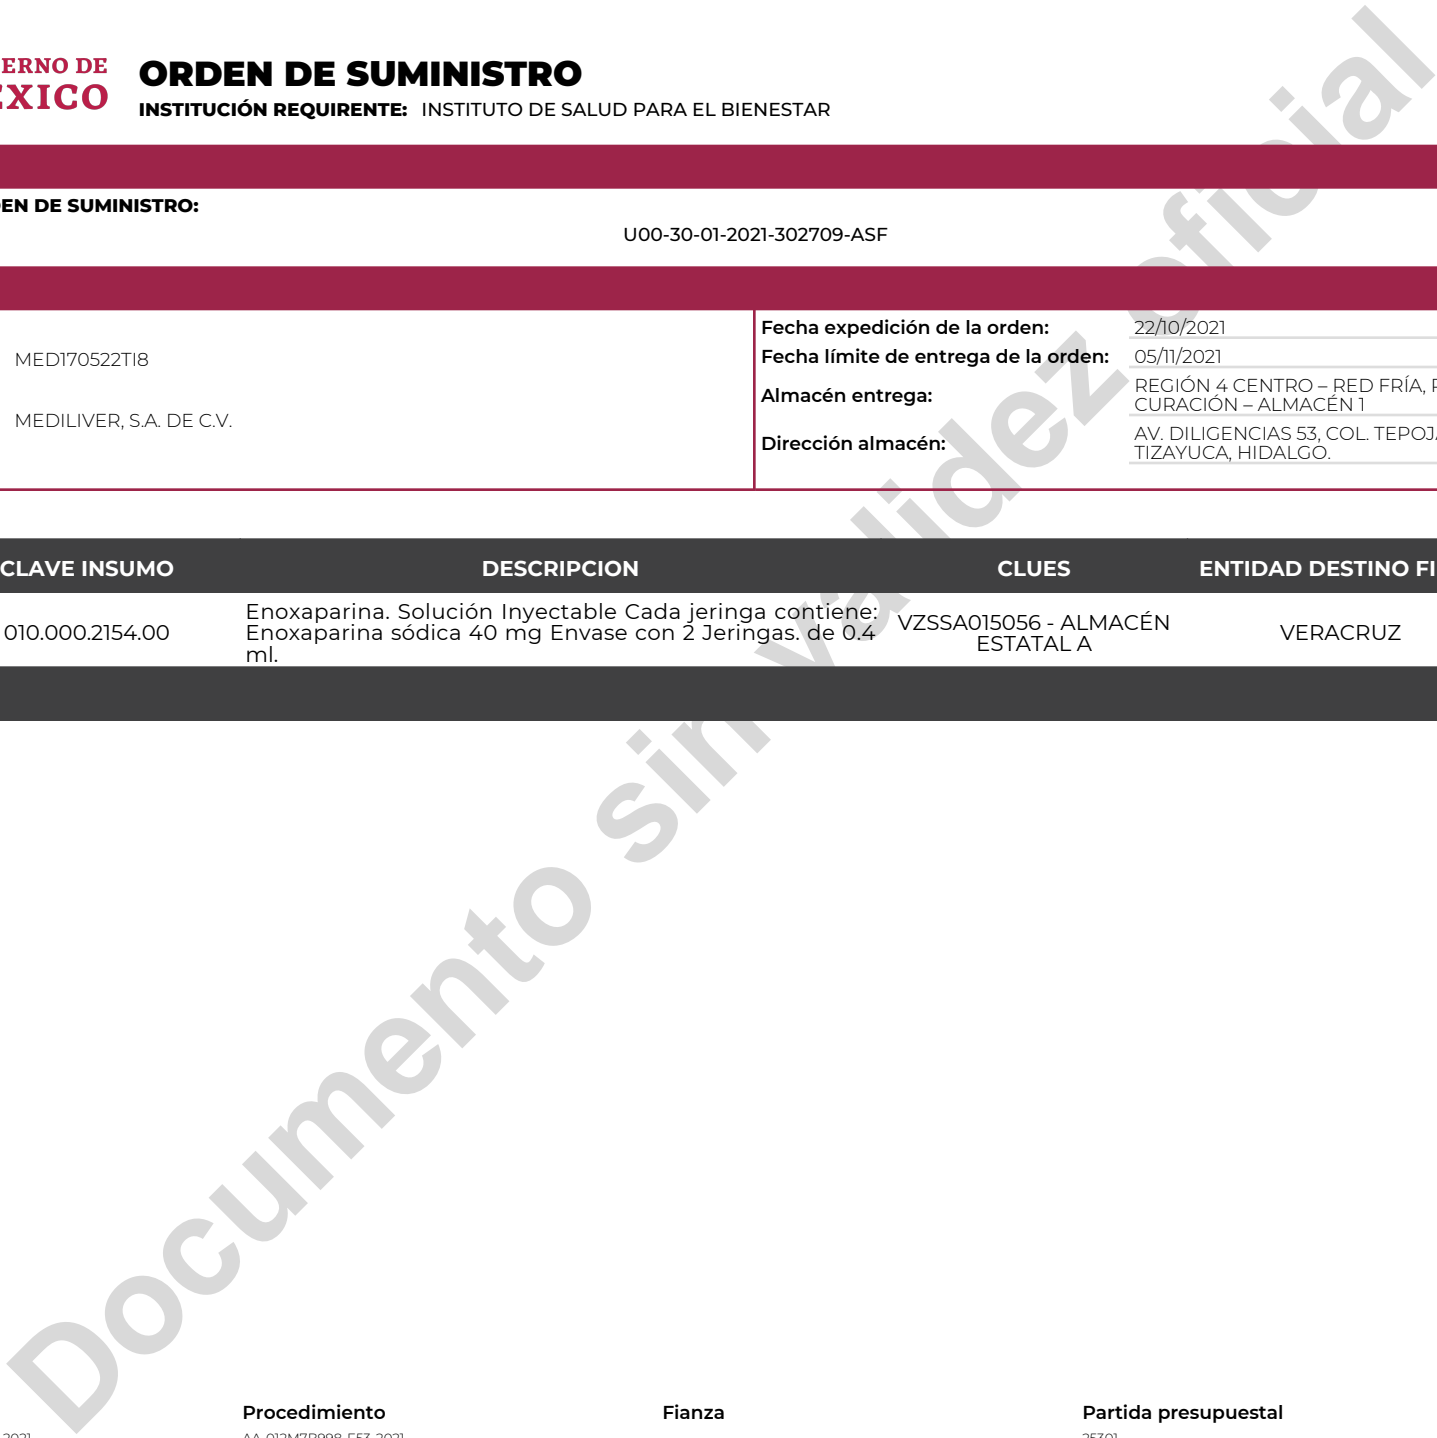 ORDEN DE SUMINISTRO
INSTITUCIÓN REQUIRENTE: INSTITUTO DE SALUD PARA EL BIENESTAR
DE SUMINISTRO:
U00-30-01-2021-302709-ASF
MED170522TI8
MEDILIVER, S.A. DE C.V.
Fecha expedición de la orden: 22/10/2021
Fecha límite de entrega de la orden: 05/11/2021
Almacén entrega: REGIÓN 4 CENTRO – RED FRÍA,
CURACIÓN – ALMACÉN 1
Dirección almacén: AV. DILIGENCIAS 53, COL.
TIZAYUCA, HIDALGO.
CLAVE INSUMO DESCRIPCION CLUES ENTIDAD DESTINO
010.000.2154.00
Enoxaparina. Solución Inyectable Cada jeringa contiene:
Enoxaparina sódica 40 mg Envase con 2 Jeringas. de 0.4
ml.
VZSSA015056 - ALMACÉN
ESTATAL A
VERACRUZ
Documento sin validez oficial
Procedimiento Fianza Partida presupuestal